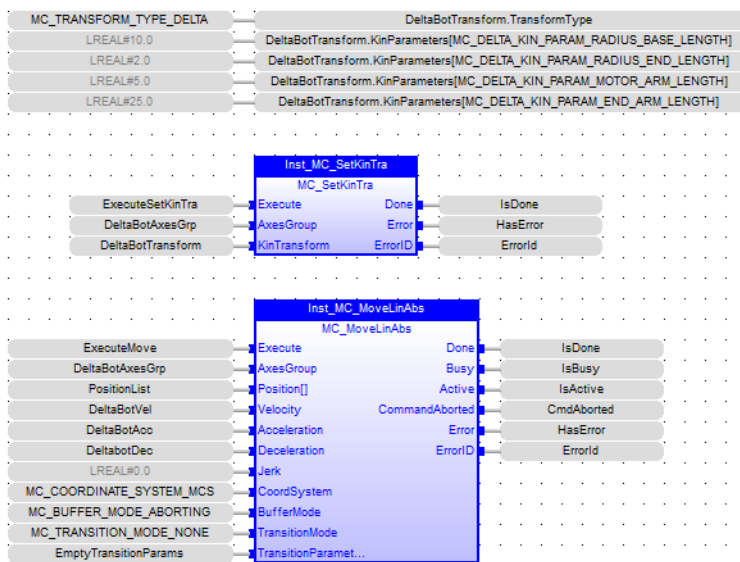 MC_TRANSFORM_TYPE_DELTA DeltaBotTransform.TransformType
LREAL#10.0 DeltaBotTransform.KinParameters[MC_DELTA_KIN_PARAM_RADIUS_BASE_LENGTH]
LREAL#2.0 DeltaBotTransform.KinParameters[MC_DELTA_KIN_PARAM_RADIUS_END_LENGTH]
LREAL#5.0 DeltaBotTransform.KinParameters[MC_DELTA_KIN_PARAM_MOTOR_ARM_LENGTH]
LREAL#25.0 DeltaBotTransform.KinParameters[MC_DELTA_KIN_PARAM_END_ARM_LENGTH]
Inst_MC_SetKinTra
MC_SetKinTra
ExecuteSetKinTra Execute Done IsDone
DeltaBotAxesGrp AxesGroup Error HasError
DeltaBotTransform KinTransform ErrorID ErrorId
Inst_MC_MoveLinAbs
MC_MoveLinAbs
ExecuteMove Execute Done IsDone
DeltaBotAxesGrp AxesGroup Busy IsBusy
PositionList Position[] Active IsActive
DeltaBotVel Velocity CommandAborted CmdAborted
DeltaBotAcc Acceleration Error HasError
DeltabotDec Deceleration ErrorID ErrorId
LREAL#0.0 Jerk
MC_COORDINATE_SYSTEM_MCS CoordSystem
MC_BUFFER_MODE_ABORTING BufferMode
MC_TRANSITION_MODE_NONE TransitionMode
EmptyTransitionParams TransitionParamet...